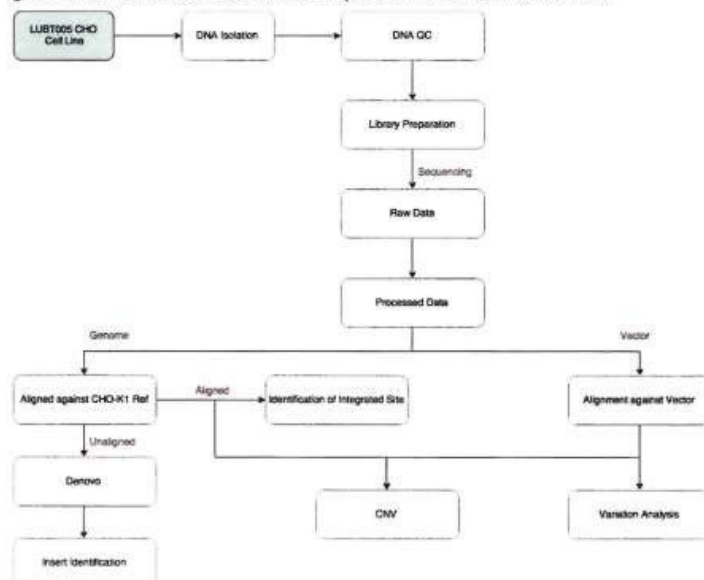 LUBT005 CHO
Cell Line
DNA Isolation
DNA QC
Library Preparation
Sequencing
Raw Data
Processed Data
Genome
Vector
Aligned against CHO-K1 Ref
Aligned
Identification of Integrated Site
Alignment against Vector
Unaligned
Denovo
CNV
Variation Analysis
Insert Identification